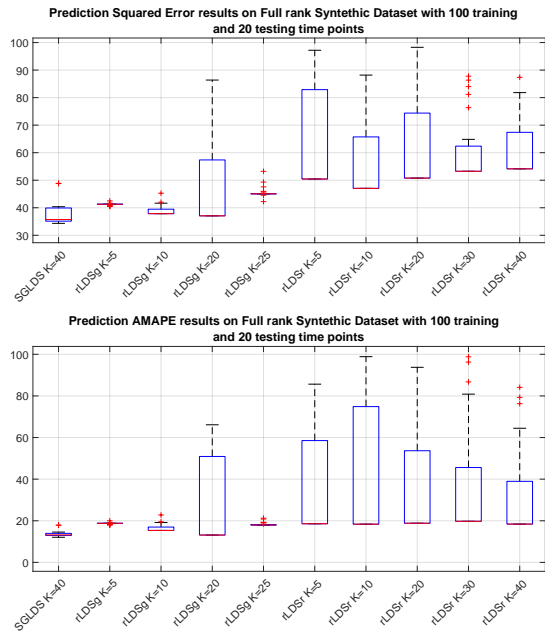 Prediction Squared Error results on Full rank Syntethic Dataset with 100 training
and 20 testing time points
100
90
80
70
60
50
40
30
SGLDS K=40
rLDSg K=5
rLDSg K=10
rLDSg K=20
rLDSg K=25
rLDSr K=5
rLDSr K=10
rLDSr K=20
rLDSr K=30
rLDSr K=40
Prediction AMAPE results on Full rank Syntethic Dataset with 100 training
and 20 testing time points
100
80
60
40
20
0
SGLDS K=40
rLDSg K=5
rLDSg K=10
rLDSg K=20
rLDSg K=25
rLDSr K=5
rLDSr K=10
rLDSr K=20
rLDSr K=30
rLDSr K=40